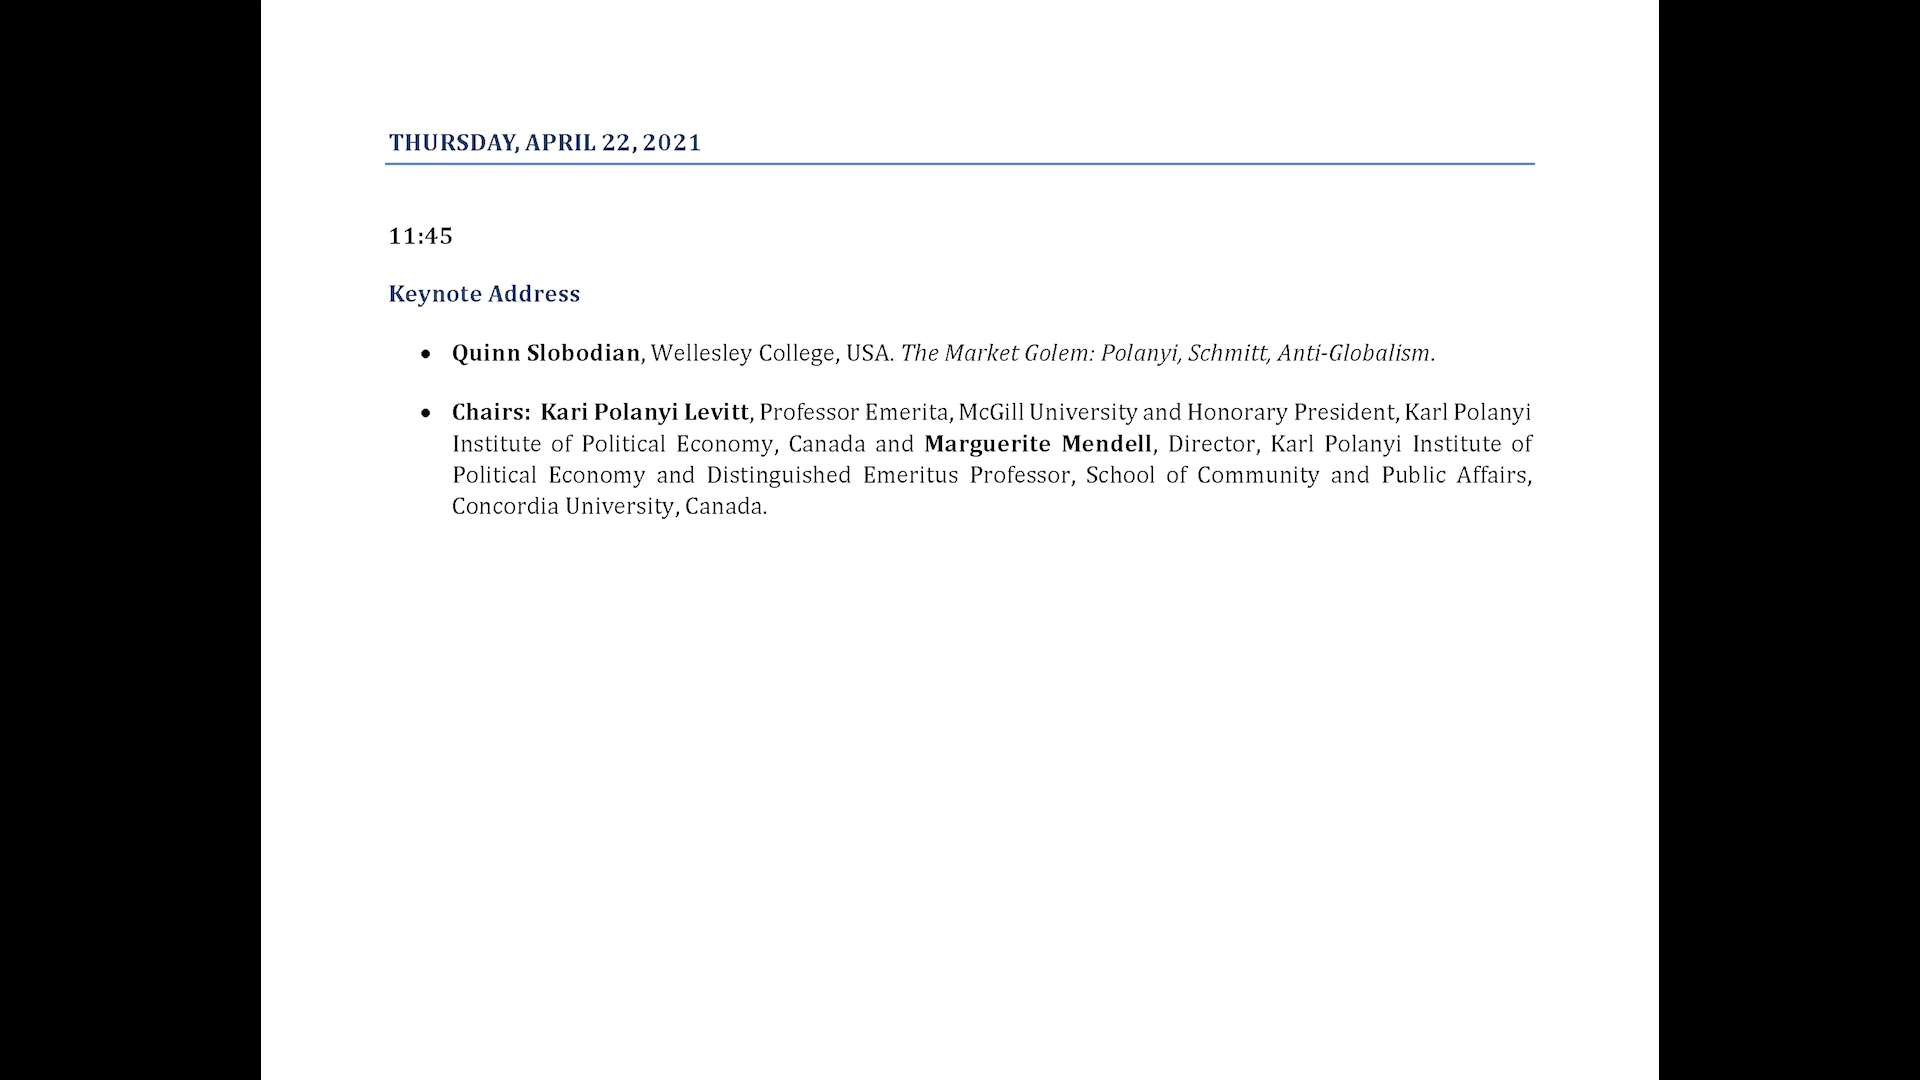 THURSDAY, APRIL 22, 2021
11:45
Keynote Address
• Quinn Slobodian, Wellesley College, USA. The Market Golem: Polanyi, Schmitt, Anti-Globalism.
• Chairs: Kari Polanyi Levitt, Professor Emerita, McGill University and Honorary President, Karl Polanyi
Institute of Political Economy, Canada and Marguerite Mendell, Director, Karl Polanyi Institute of
Political Economy and Distinguished Emeritus Professor, School of Community and Public Affairs,
Concordia University, Canada.